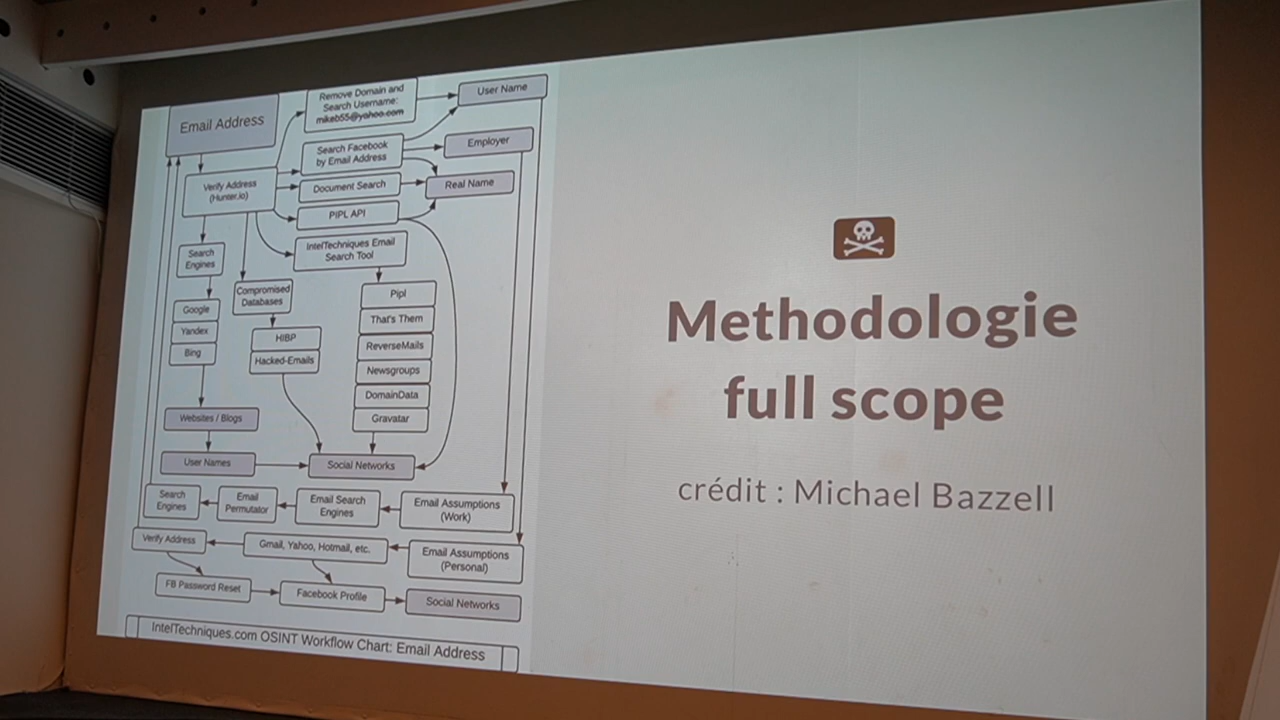 Email Address
Remove Domain and
Search Username:
mikeb55@yahoo.com
User Name
Search Facebook
by Email Address
Employer
Verify Address
(Hunter.io)
Document Search
Real Name
PIPL API
IntelTechniques Email
Search Tool
Search
Engines
Compromised
Databases
Google
Yandex
Bing
HIBP
Hacked-Emails
Pipl
That's Them
ReverseMails
Newsgroups
DomainData
Gravatar
Websites / Blogs
User Names
Social Networks
Search
Engines
Email
Permutator
Email Search
Engines
Email Assumptions
(Work)
Verify Address
Gmail, Yahoo, Hotmail, etc.
Email Assumptions
(Personal)
FB Password Reset
Facebook Profile
Social Networks
IntelTechniques.com OSINT Workflow Chart: Email Address
Methodologie
full scope
crédit : Michael Bazzell